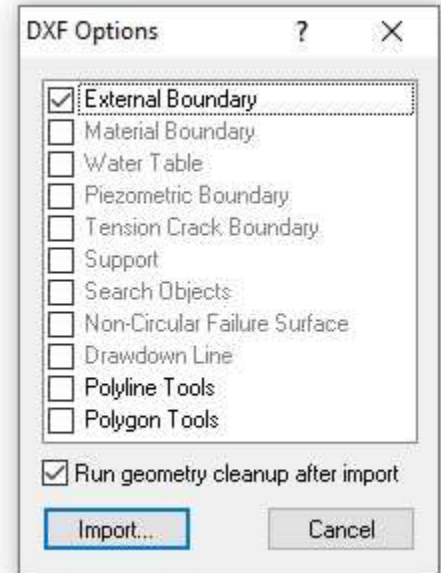 DXF Options ?
External Boundary
Material Boundary
Water Table
Piezometric Boundary
Tension Crack Boundary
Support
Search Objects
Non-Circular Failure Surface
Drawdown Line
Polyline Tools
Polygon Tools
Run geometry cleanup after import
Import... Cancel